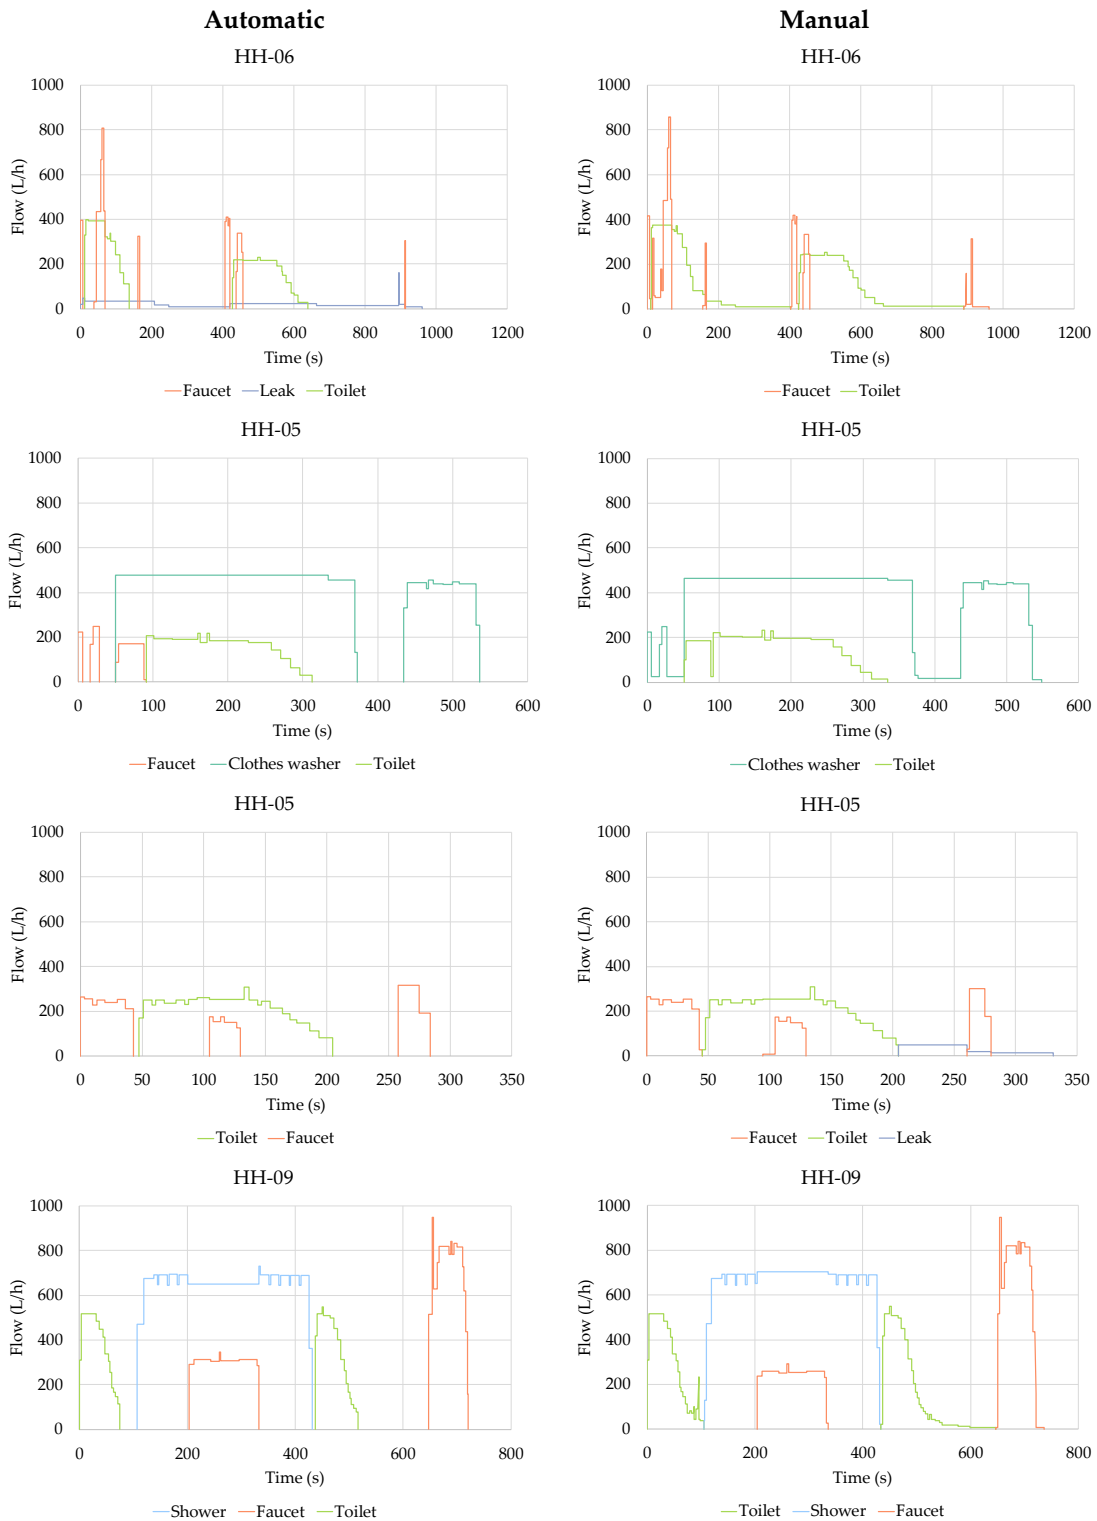 Automatic
Manual
HH-06
HH-06
1000
800
600
400
200
0
Flow (L/h)
0 200 400 600 800 1000 1200
Time (s)
Faucet Leak Toilet
1000
800
600
400
200
0
Flow (L/h)
0 200 400 600 800 1000 1200
Time (s)
Faucet Toilet
HH-05
HH-05
1000
800
600
400
200
0
Flow (L/h)
0 100 200 300 400 500 600
Time (s)
Faucet Clothes washer Toilet
1000
800
600
400
200
0
Flow (L/h)
0 100 200 300 400 500 600
Time (s)
Clothes washer Toilet
HH-05
HH-05
1000
800
600
400
200
0
Flow (L/h)
0 50 100 150 200 250 300 350
Time (s)
Toilet Faucet
1000
800
600
400
200
0
Flow (L/h)
0 50 100 150 200 250 300 350
Time (s)
Faucet Toilet Leak
HH-09
HH-09
1000
800
600
400
200
0
Flow (L/h)
0 200 400 600 800
Time (s)
Shower Faucet Toilet
1000
800
600
400
200
0
Flow (L/h)
0 200 400 600 800
Time (s)
Toilet Shower Faucet